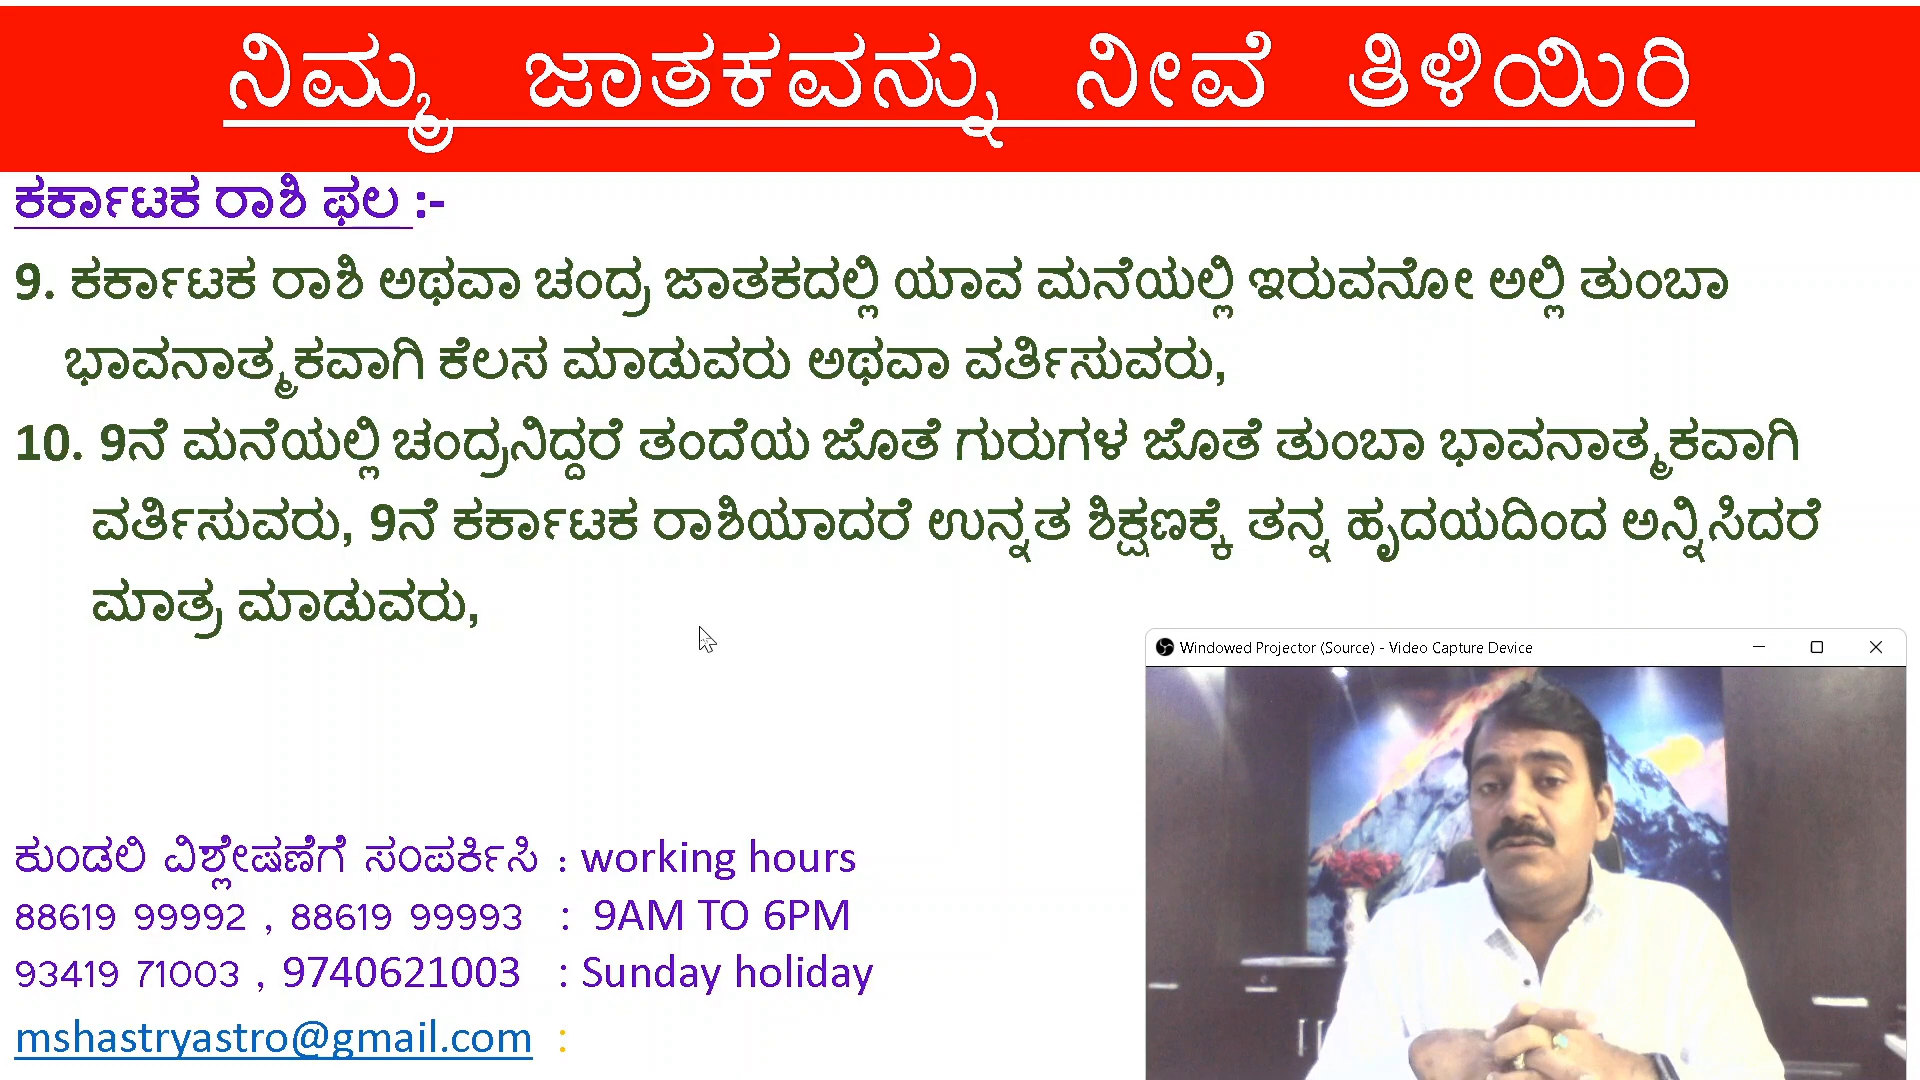 ನಿಮ್ಮ ಜಾತಕವನ್ನು ನೀವೆ ತಿಳಿಯಿರಿ
ಕರ್ಕಾಟಕ ರಾಶಿ ಫಲ :-
9. ಕರ್ಕಾಟಕ ರಾಶಿ ಅಥವಾ ಚಂದ್ರ ಜಾತಕದಲ್ಲಿ ಯಾವ ಮನೆಯಲ್ಲಿ ಇರುವನೋ ಅಲ್ಲಿ ತುಂಬಾ
ಭಾವನಾತ್ಮಕವಾಗಿ ಕೆಲಸ ಮಾಡುವರು ಅಥವಾ ವರ್ತಿಸುವರು,
10. 9ನೆ ಮನೆಯಲ್ಲಿ ಚಂದ್ರನಿದ್ದರೆ ತಂದೆಯ ಜೊತೆ ಗುರುಗಳ ಜೊತೆ ತುಂಬಾ ಭಾವನಾತ್ಮಕವಾಗಿ
ವರ್ತಿಸುವರು, 9ನೆ ಕರ್ಕಾಟಕ ರಾಶಿಯಾದರೆ ಉನ್ನತ ಶಿಕ್ಷಣಕ್ಕೆ ತನ್ನ ಹೃದಯದಿಂದ ಅನ್ನಿಸಿದರೆ
ಮಾತ್ರ ಮಾಡುವರು,
Windowed Projector (Source) - Video Capture Device
ಕುಂಡಲಿ ವಿಶ್ಲೇಷಣೆಗೆ ಸಂಪರ್ಕಿಸಿ : working hours
88619 99992 , 88619 99993 : 9AM TO 6PM
93419 71003 , 9740621003 : Sunday holiday
mshastryastro@gmail.com :